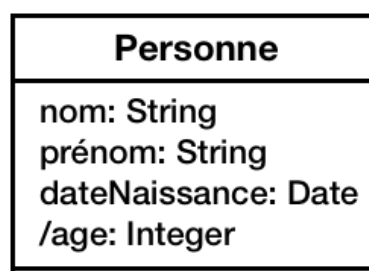 Personne
nom: String
prénom: String
dateNaissance: Date
/age: Integer